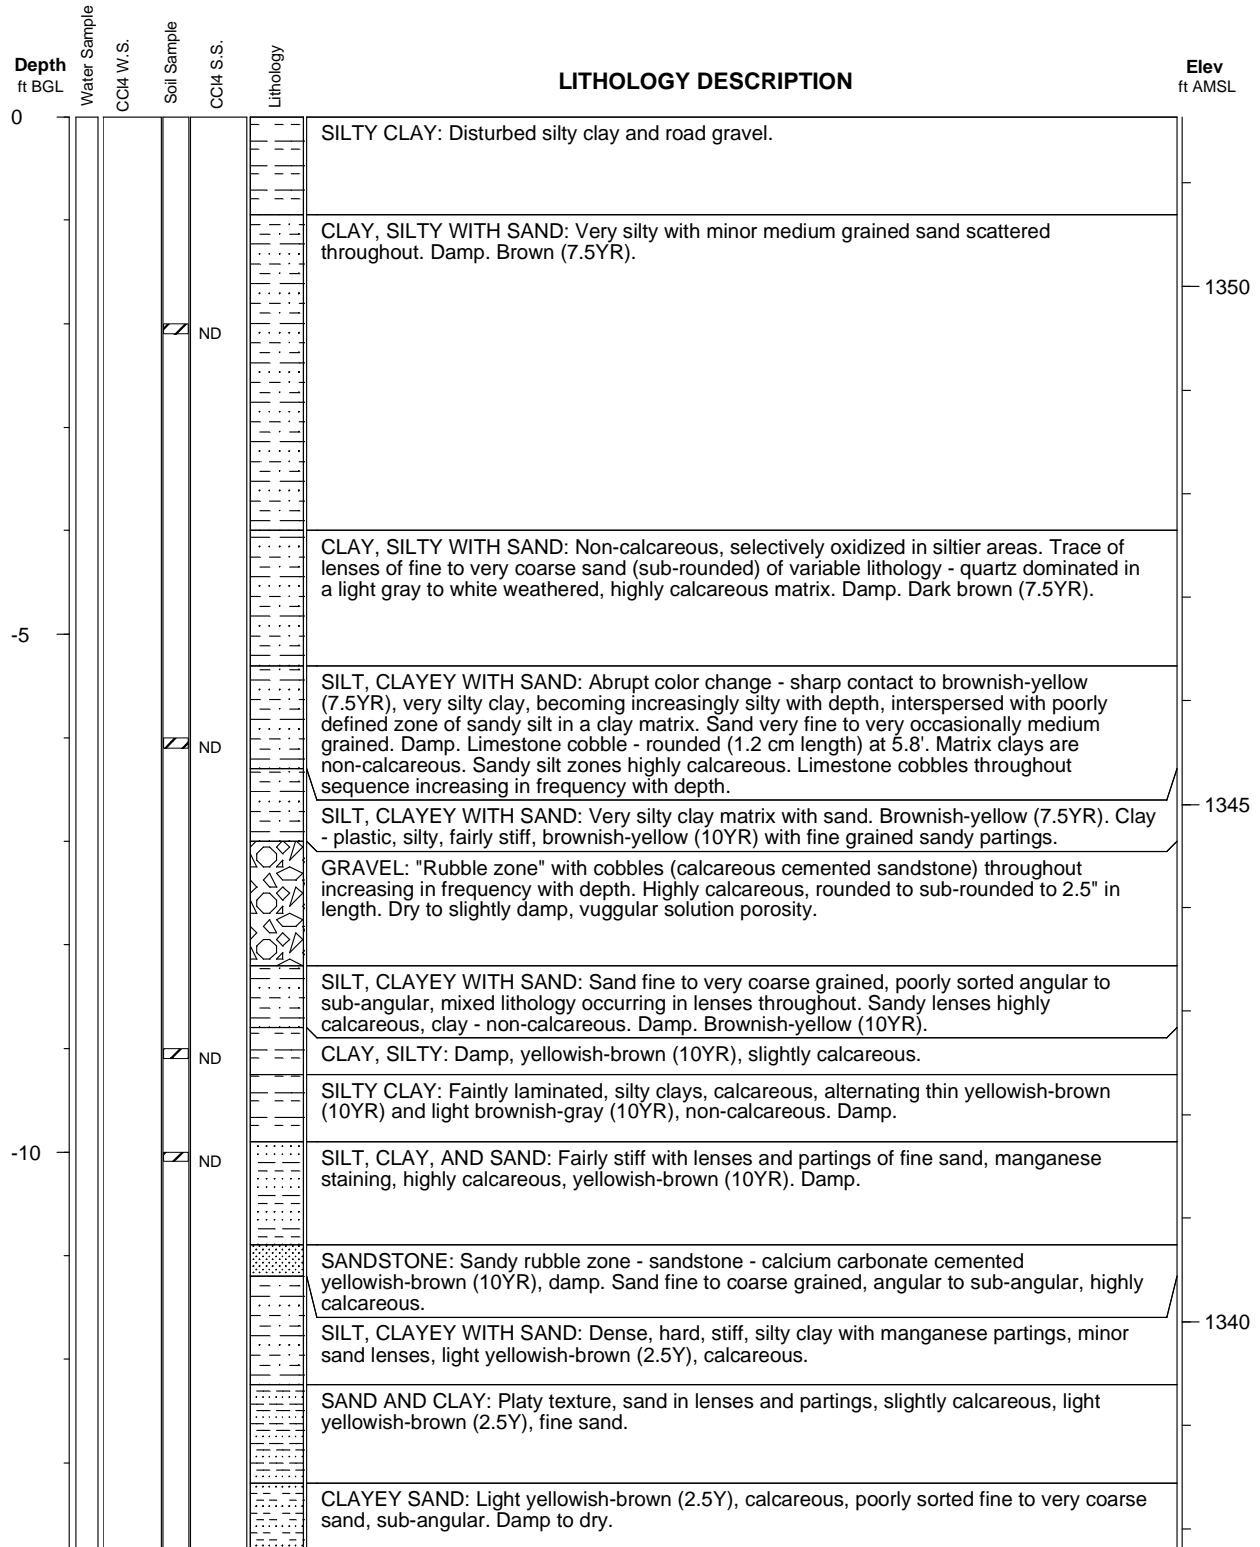 Depth
ft BGL
Water Sample
CCl4 W.S.
Soil Sample
CCl4 S.S.
Lithology
LITHOLOGY DESCRIPTION
Elev
ft AMSL
0
SILTY CLAY: Disturbed silty clay and road gravel.
CLAY, SILTY WITH SAND: Very silty with minor medium grained sand scattered
throughout. Damp. Brown (7.5YR).
1350
ND
CLAY, SILTY WITH SAND: Non-calcareous, selectively oxidized in siltier areas. Trace of
lenses of fine to very coarse sand (sub-rounded) of variable lithology - quartz dominated in
a light gray to white weathered, highly calcareous matrix. Damp. Dark brown (7.5YR).
-5
SILT, CLAYEY WITH SAND: Abrupt color change - sharp contact to brownish-yellow
(7.5YR), very silty clay, becoming increasingly silty with depth, interspersed with poorly
defined zone of sandy silt in a clay matrix. Sand very fine to very occasionally medium
grained. Damp. Limestone cobble - rounded (1.2 cm length) at 5.8'. Matrix clays are
non-calcareous. Sandy silt zones highly calcareous. Limestone cobbles throughout
sequence increasing in frequency with depth.
ND
1345
SILT, CLAYEY WITH SAND: Very silty clay matrix with sand. Brownish-yellow (7.5YR). Clay
- plastic, silty, fairly stiff, brownish-yellow (10YR) with fine grained sandy partings.
GRAVEL: "Rubble zone" with cobbles (calcareous cemented sandstone) throughout
increasing in frequency with depth. Highly calcareous, rounded to sub-rounded to 2.5" in
length. Dry to slightly damp, vuggular solution porosity.
SILT, CLAYEY WITH SAND: Sand fine to very coarse grained, poorly sorted angular to
sub-angular, mixed lithology occurring in lenses throughout. Sandy lenses highly
calcareous, clay - non-calcareous. Damp. Brownish-yellow (10YR).
ND
CLAY, SILTY: Damp, yellowish-brown (10YR), slightly calcareous.
SILTY CLAY: Faintly laminated, silty clays, calcareous, alternating thin yellowish-brown
(10YR) and light brownish-gray (10YR), non-calcareous. Damp.
-10
ND
SILT, CLAY, AND SAND: Fairly stiff with lenses and partings of fine sand, manganese
staining, highly calcareous, yellowish-brown (10YR). Damp.
SANDSTONE: Sandy rubble zone - sandstone - calcium carbonate cemented
yellowish-brown (10YR), damp. Sand fine to coarse grained, angular to sub-angular, highly
calcareous.
1340
SILT, CLAYEY WITH SAND: Dense, hard, stiff, silty clay with manganese partings, minor
sand lenses, light yellowish-brown (2.5Y), calcareous.
SAND AND CLAY: Platy texture, sand in lenses and partings, slightly calcareous, light
yellowish-brown (2.5Y), fine sand.
CLAYEY SAND: Light yellowish-brown (2.5Y), calcareous, poorly sorted fine to very coarse
sand, sub-angular. Damp to dry.